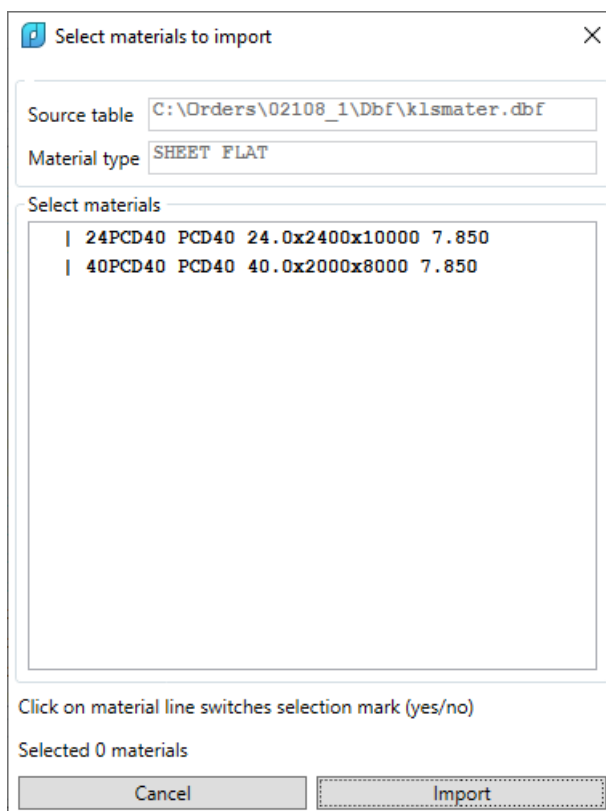 Select materials to import
Source table C:\Orders\02108_1\Dbf\klsmater.dbf
Material type SHEET FLAT
Select materials
| 24PCD40 PCD40 24.0x2400x10000 7.850
| 40PCD40 PCD40 40.0x2000x8000 7.850
Click on material line switches selection mark (yes/no)
Selected 0 materials
Cancel Import